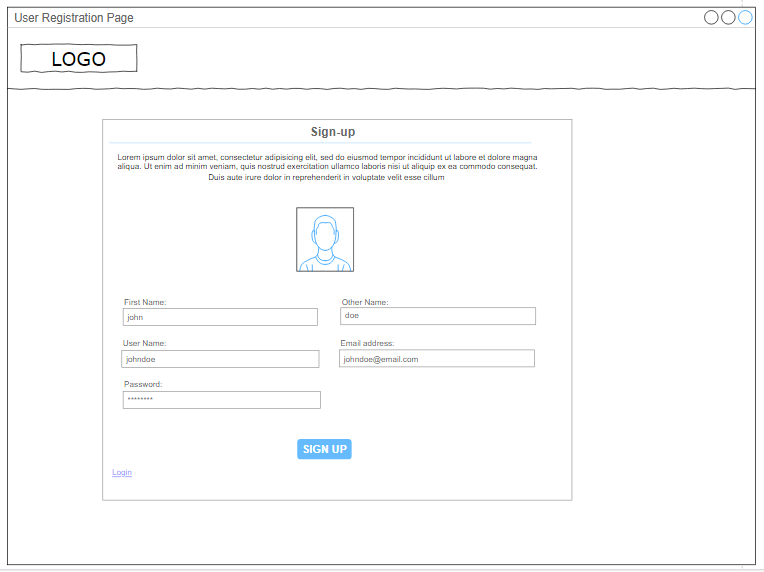 User Registration Page
LOGO
Sign-up
Lorem ipsum dolor sit amet, consectetur adipisicing elit, sed do eiusmod tempor incididunt ut labore et dolore magna
aliqua. Ut enim ad minim veniam, quis nostrud exercitation ullamco laboris nisi ut aliquip ex ea commodo consequat.
Duis aute irure dolor in reprehenderit in voluptate velit esse cillum
First Name:
Other Name:
john
doe
User Name:
Email address:
johndoe
johndoe@email.com
Password:
********
SIGN UP
Login